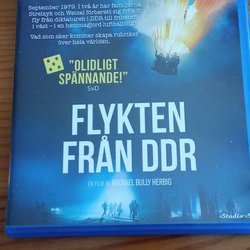 September 1979. I två år har familjerna
Strelzyk och Wetzel förberett sig för att
fly från diktaturen i DDR till friheten
i väst – i en hemmagjord luftballong.
Vad som sker kommer skapa rubriker
över hela världen.
"OLIDLIGT
SPÄNNANDE!"
SvD
FLYKTEN
FRÅN DDR
EN FILM AV MICHAEL BULLY HERBIG
Studio S